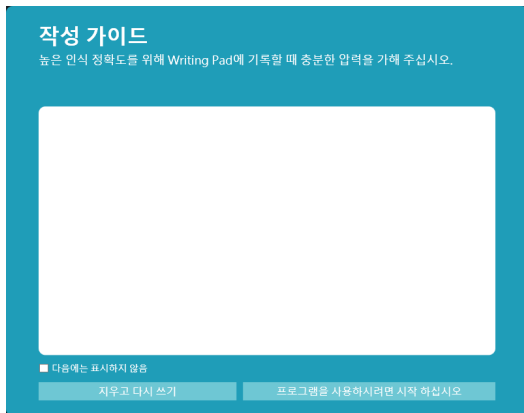 작성 가이드
높은 인식 정확도를 위해 Writing Pad에 기록할 때 충분한 압력을 가해 주십시오.
다음에는 표시하지 않음
지우고 다시 쓰기
프로그램을 사용하시려면 시작 하십시오